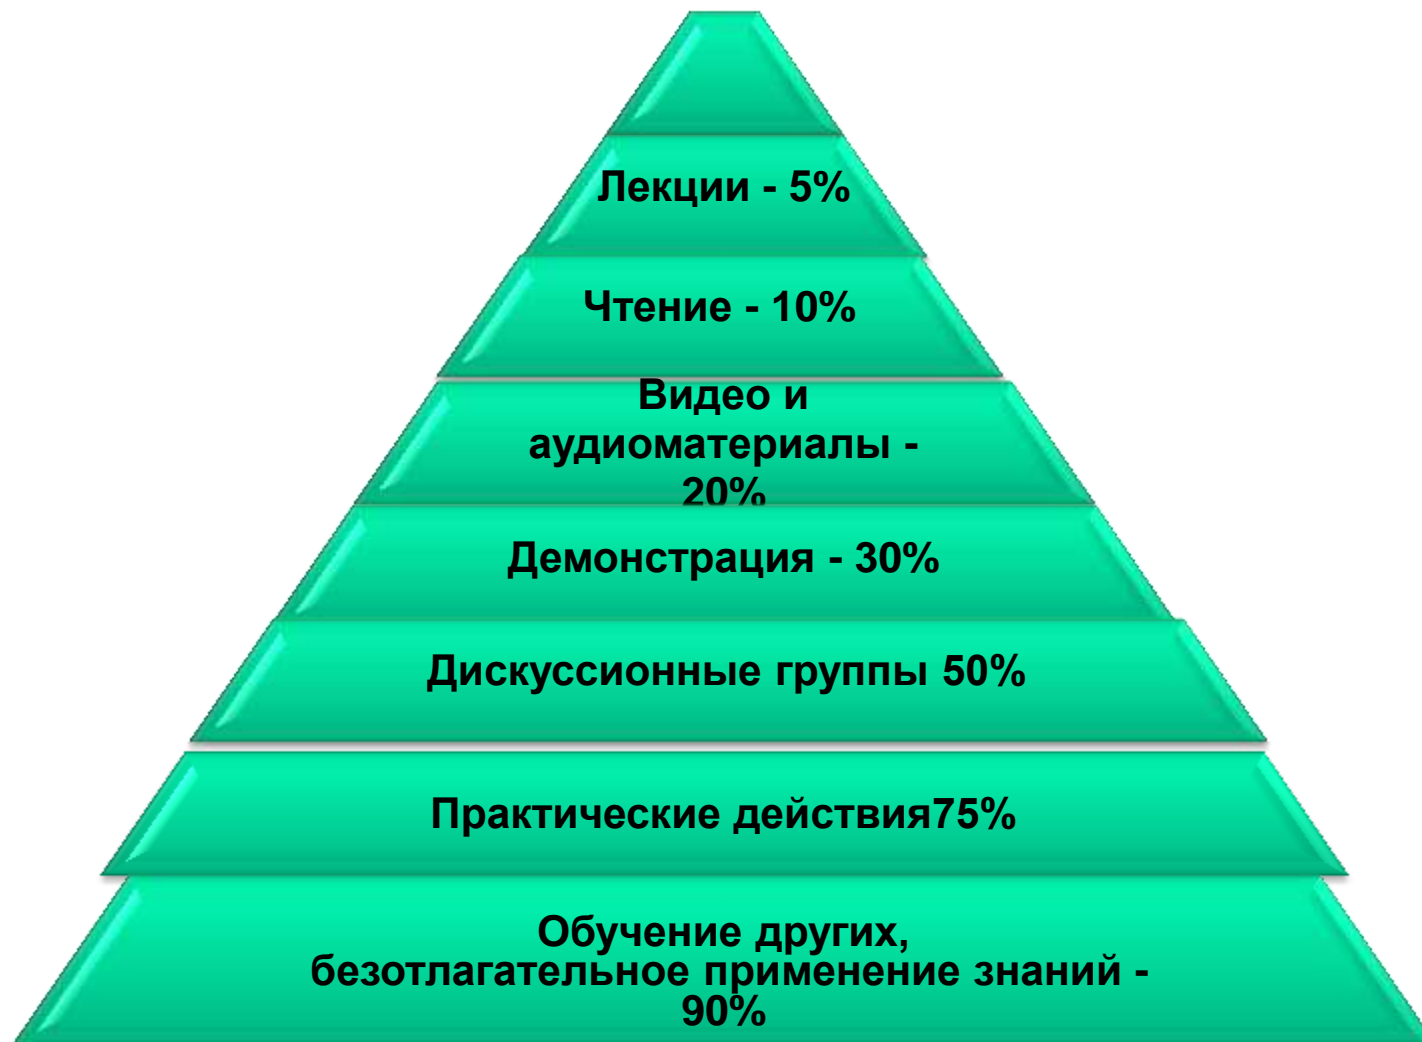 Лекции - 5%
Чтение - 10%
Видео и
аудиоматериалы -
20%
Демонстрация - 30%
Дискуссионные группы 50%
Практические действия75%
Обучение других,
безотлагательное применение знаний -
90%